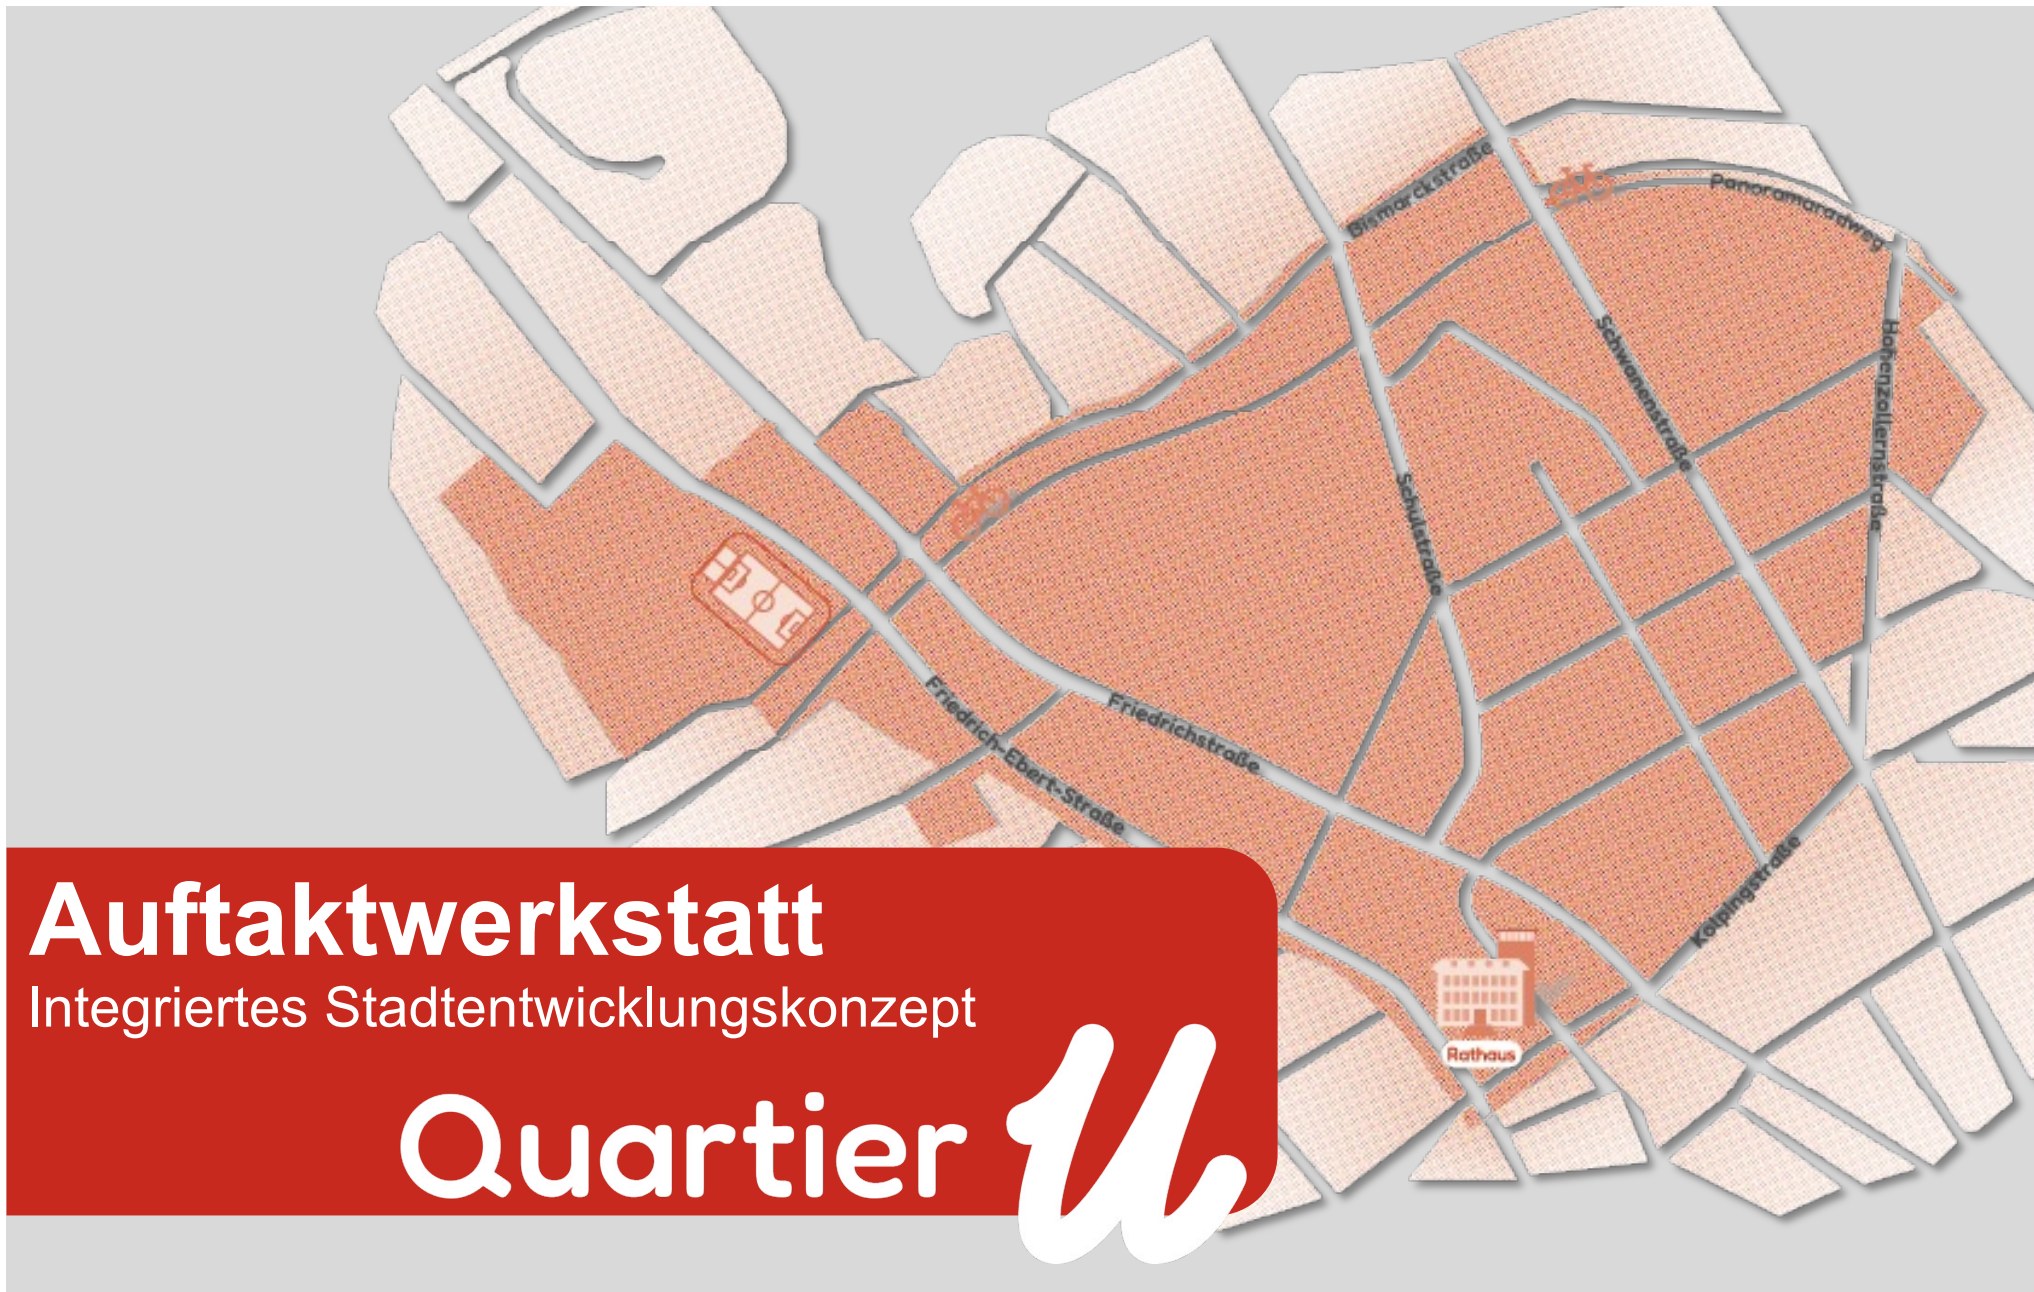 Bismarckstraße
Panoramaradweg
Schwanenstraße
Hohenzollernstraße
Schulstraße
Friedrich-Ebert-Straße
Friedrichstraße
Kolpingstraße
Rathaus
Auftaktwerkstatt
Integriertes Stadtentwicklungskonzept
Quartier U